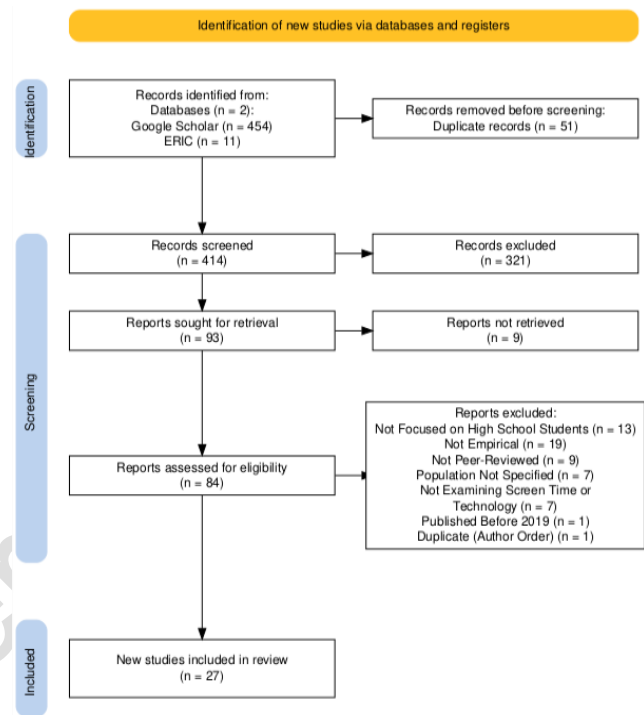 Identification of new studies via databases and registers
Identification
Records identified from:
Databases (n = 2):
Google Scholar (n = 454)
ERIC (n = 11)
Records removed before screening:
Duplicate records (n = 51)
Screening
Records screened
(n = 414)
Records excluded
(n = 321)
Reports sought for retrieval
(n = 93)
Reports not retrieved
(n = 9)
Reports assessed for eligibility
(n = 84)
Reports excluded:
Not Focused on High School Students (n = 13)
Not Empirical (n = 19)
Not Peer-Reviewed (n = 9)
Population Not Specified (n = 7)
Not Examining Screen Time or
Technology (n = 7)
Published Before 2019 (n = 1)
Duplicate (Author Order) (n = 1)
Included
New studies included in review
(n = 27)